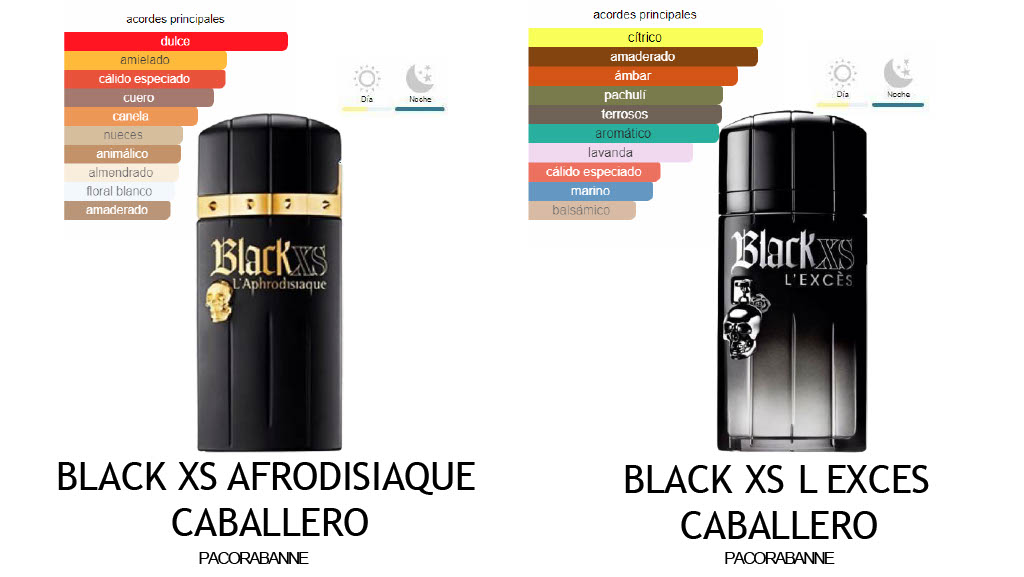 acordes principales
dulce
amielado
cálido especiado
cuero
canela
nueces
animálico
almendrado
floral blanco
amaderado
Día
Noche
Blackxs
L'Aphrodisiaque
BLACK XS AFRODISIAQUE
CABALLERO
PACORABANNE
acordes principales
cítrico
amaderado
ámbar
pachulí
terrosos
aromático
lavanda
cálido especiado
marino
balsámico
Día
Noche
Blackxs
L'EXCÈS
BLACK XS L EXCES
CABALLERO
PACORABANNE